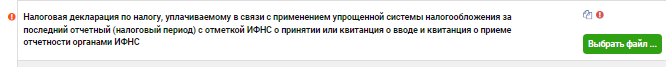 Налоговая декларация по налогу, уплачиваемому в связи с применением упрощенной системы налогообложения за
последний отчетный (налоговый период) с отметкой ИФНС о принятии или квитанция о вводе и квитанция о приеме
отчетности органами ИФНС
Выбрать файл ...